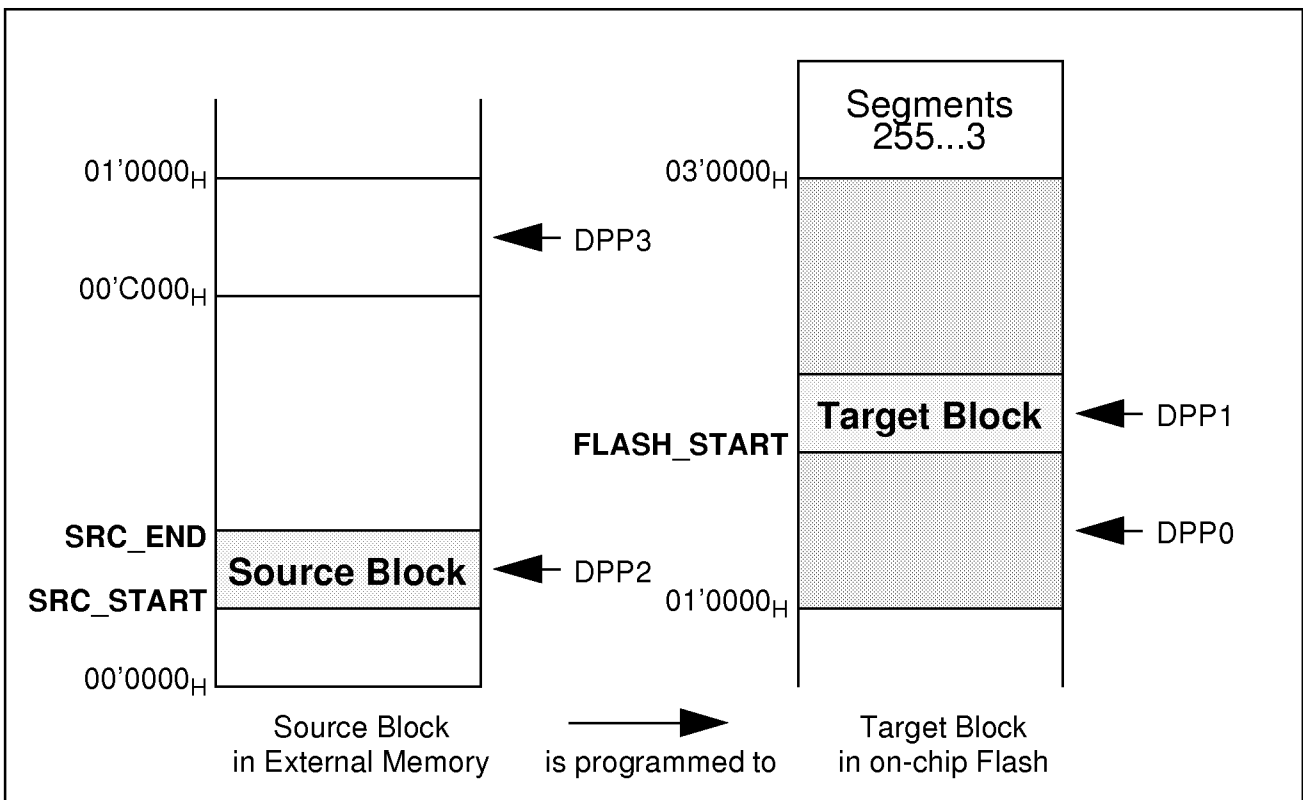 Segments
255...3
01'0000H
03'0000H
DPP3
00'C000H
Target Block
DPP1
FLASH_START
SRC_END
DPP0
Source Block
DPP2
SRC_START
01'0000H
00'0000H
Source Block
in External Memory
is programmed to
Target Block
in on-chip Flash